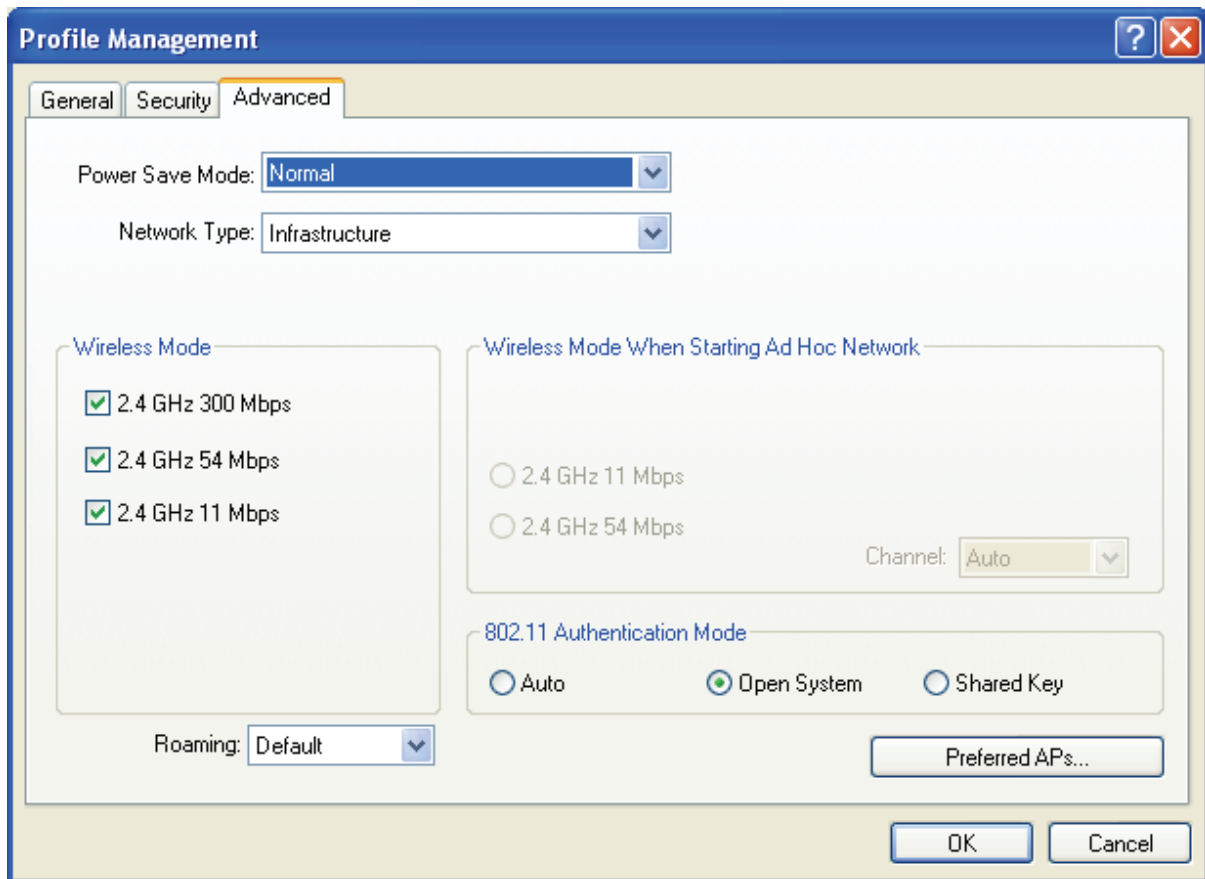 Profile Management
General
Security
Advanced
Power Save Mode: Normal
Network Type: Infrastructure
Wireless Mode
2.4 GHz 300 Mbps
2.4 GHz 54 Mbps
2.4 GHz 11 Mbps
Wireless Mode When Starting Ad Hoc Network
2.4 GHz 11 Mbps
2.4 GHz 54 Mbps
Channel: Auto
802.11 Authentication Mode
Auto
Open System
Shared Key
Roaming: Default
Preferred APs...
OK
Cancel